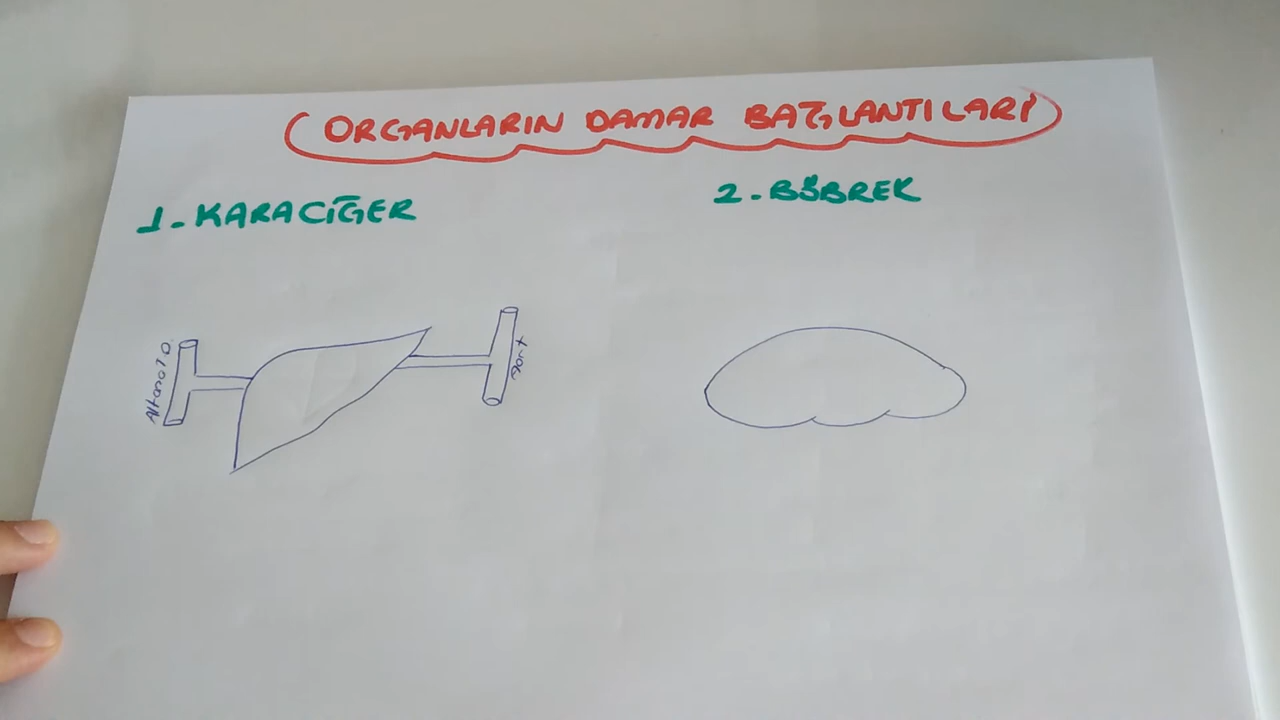 ORGANLARIN DAMAR BAĞLANTILARI
1-KARACİĞER
2-BÖBREK
Aort